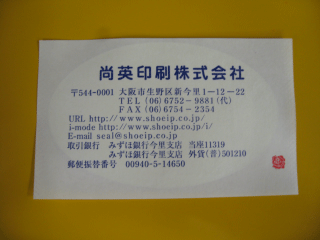 尚英印刷株式会社
〒544-0001 大阪市生野区新今里1-12-22
TEL (06)6752-9881(代)
FAX (06)6754-2353
URL http://www.shoeip.co.jp/
i-mode http://www.shoeip.co.jp/i/
E-mail seal@shoeip.co.jp
取引銀行 みずほ銀行今里支店 当座11319
みずほ銀行今里支店 外貨(普)501210
郵便振替番号 00940-5-14650